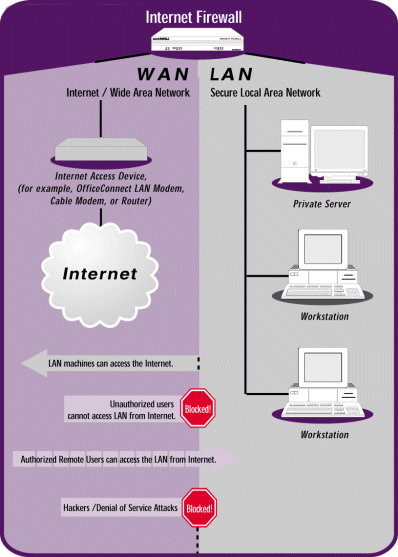 Internet Firewall
WAN
LAN
Internet / Wide Area Network
Secure Local Area Network
Internet Access Device,
(for example, OfficeConnect LAN Modem,
Cable Modem, or Router)
Private Server
Internet
Workstation
LAN machines can access the Internet.
Unauthorized users
cannot access LAN from Internet.
Blocked!
Workstation
Authorized Remote Users can access the LAN from Internet.
Hackers /Denial of Service Attacks
Blocked!